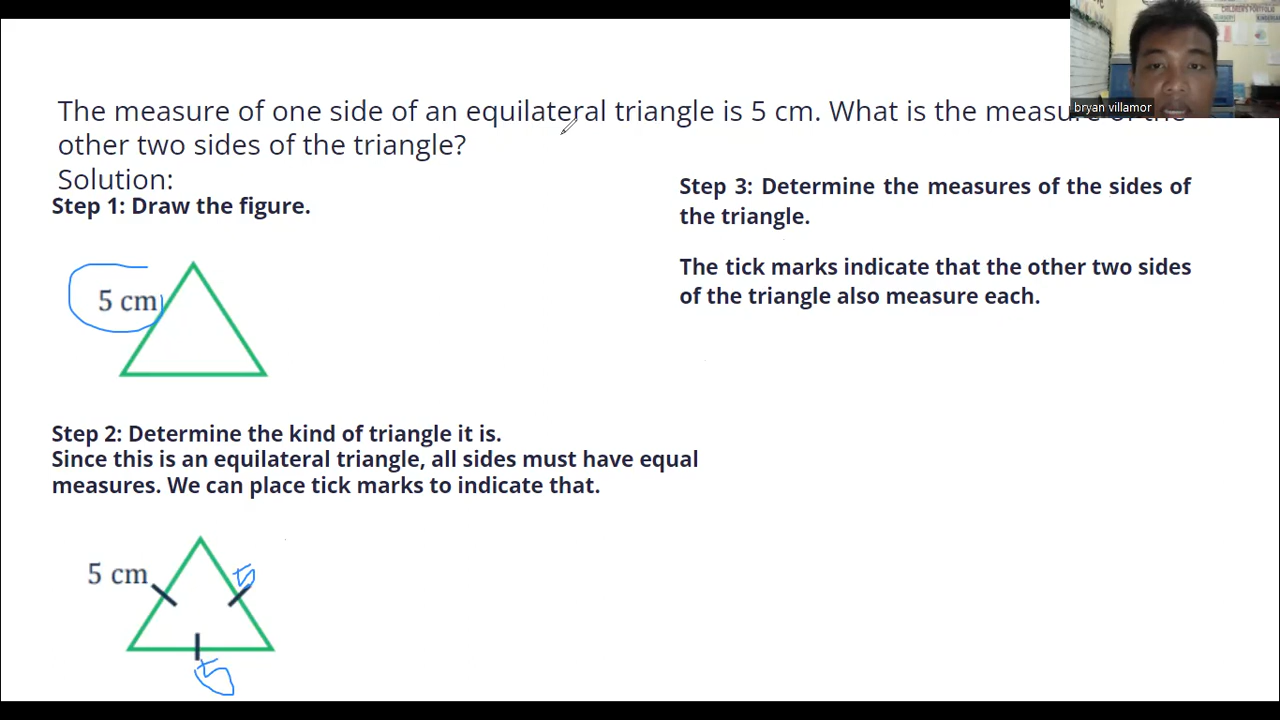 CHILDREN'S PORTFOLIO
bryan villamor
The measure of one side of an equilateral triangle is 5 cm. What is the measure of the
other two sides of the triangle?
Solution:
Step 1: Draw the figure.
5 cm
Step 2: Determine the kind of triangle it is.
Since this is an equilateral triangle, all sides must have equal
measures. We can place tick marks to indicate that.
5 cm
5
5
Step 3: Determine the measures of the sides of
the triangle.
The tick marks indicate that the other two sides
of the triangle also measure each.